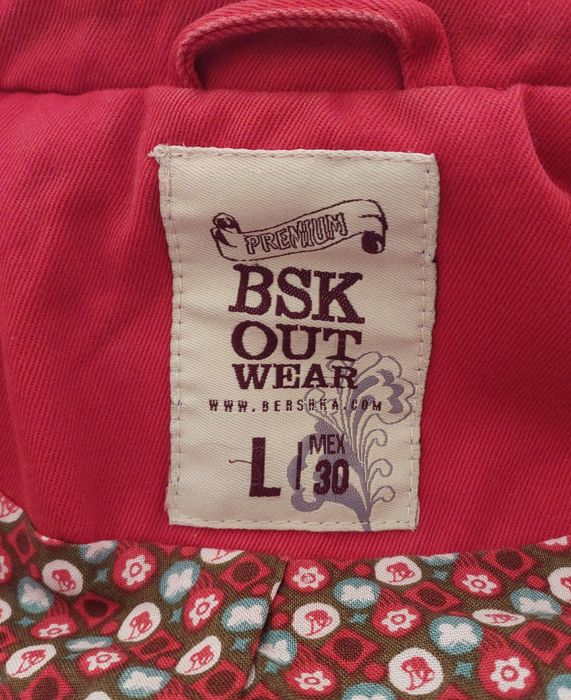 PREMIUM
BSK
OUT
WEAR
WWW.BERSHKA.COM
L / MEX 30